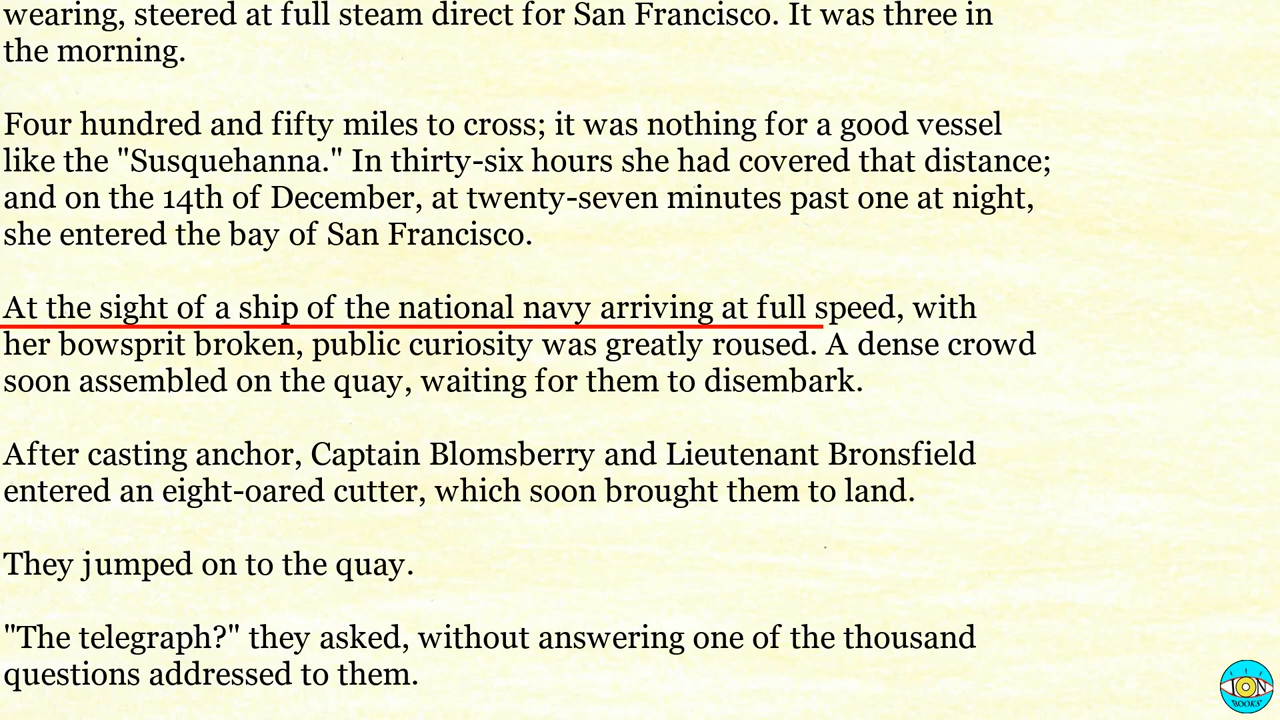 wearing, steered at full steam direct for San Francisco. It was three in
the morning.
Four hundred and fifty miles to cross; it was nothing for a good vessel
like the "Susquehanna." In thirty-six hours she had covered that distance;
and on the 14th of December, at twenty-seven minutes past one at night,
she entered the bay of San Francisco.
At the sight of a ship of the national navy arriving at full speed, with
her bowsprit broken, public curiosity was greatly roused. A dense crowd
soon assembled on the quay, waiting for them to disembark.
After casting anchor, Captain Blomsberry and Lieutenant Bronsfield
entered an eight-oared cutter, which soon brought them to land.
They jumped on to the quay.
"The telegraph?" they asked, without answering one of the thousand
questions addressed to them.
ION
BOOKS